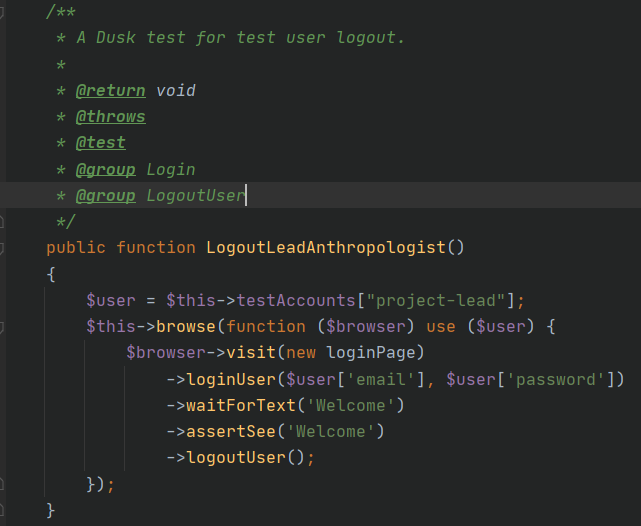 /**
 * A Dusk test for test user logout.
 *
 * @return void
 * @throws
 * @test
 * @group Login
 * @group LogoutUser
 */
public function LogoutLeadAnthropologist()
{
    $user = $this->testAccounts["project-lead"];
    $this->browse(function ($browser) use ($user) {
        $browser->visit(new loginPage)
            ->loginUser($user['email'], $user['password'])
            ->waitForText('Welcome')
            ->assertSee('Welcome')
            ->logoutUser();
    });
}